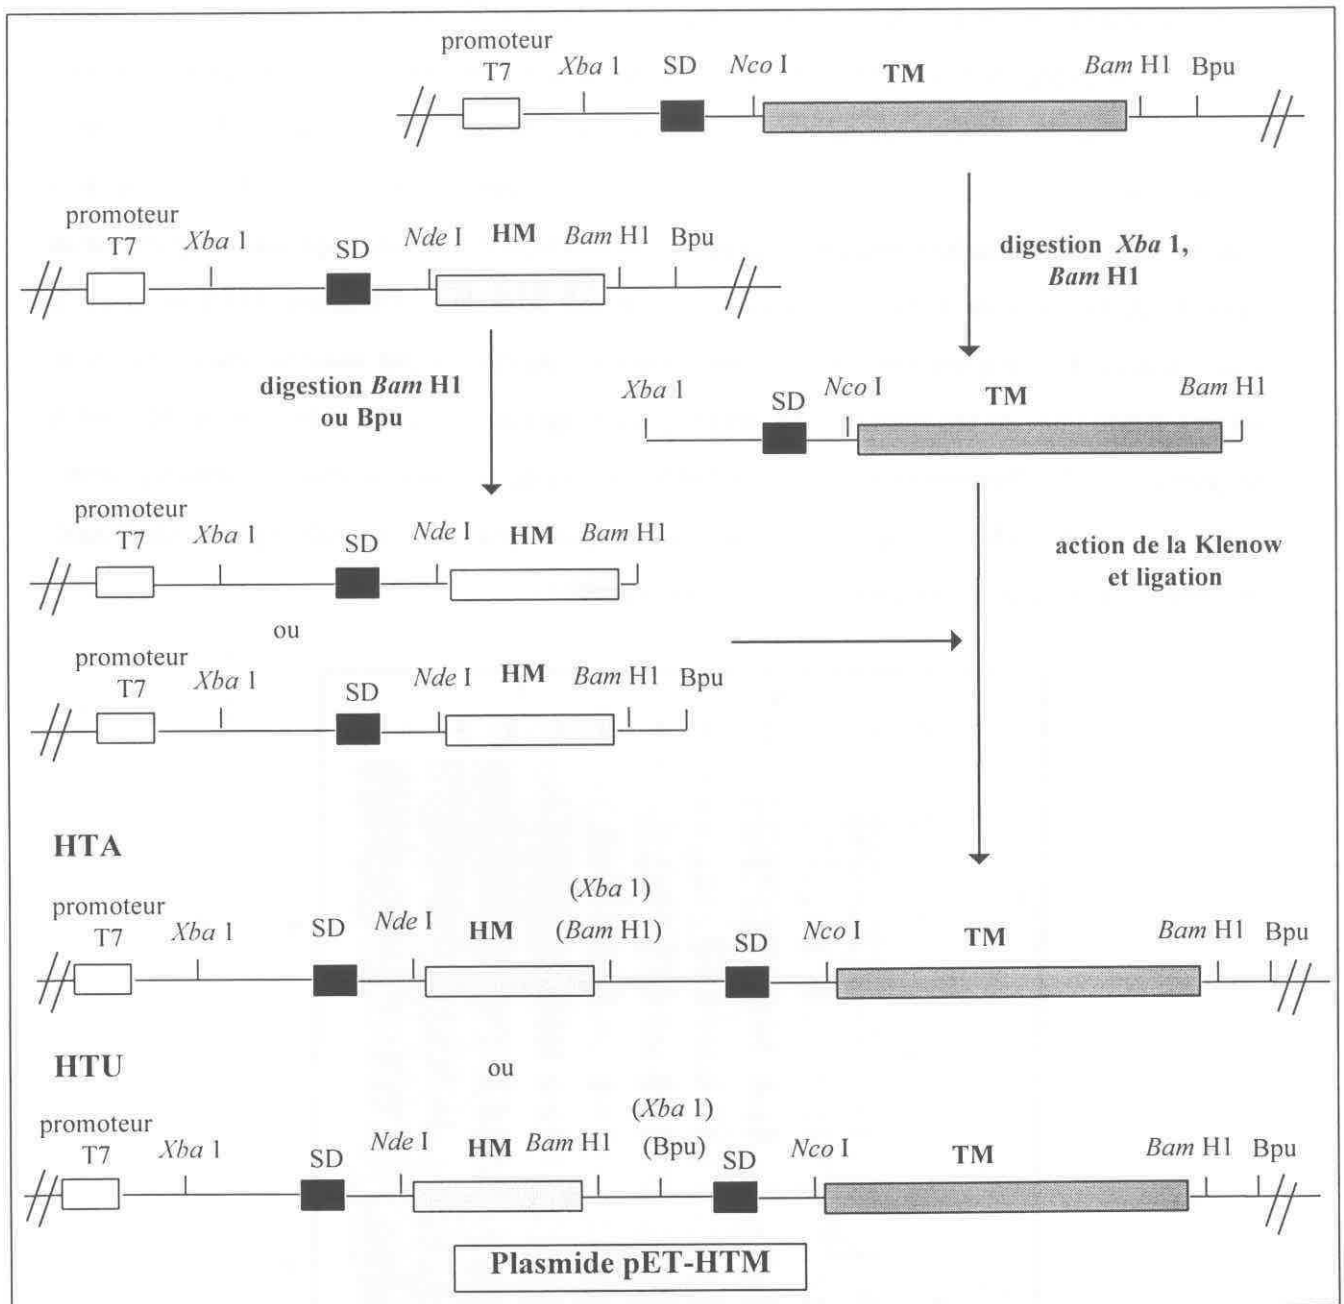 promoteur
T7 Xba 1 SD Nco I TM Bam H1 Bpu
promoteur
T7 Xba 1 SD Nde I HM Bam H1 Bpu
digestion Xba 1,
Bam H1
digestion Bam H1
ou Bpu
Xba 1 SD Nco I TM Bam H1
promoteur
T7 Xba 1 SD Nde I HM Bam H1
action de la Klenow
et ligation
ou
promoteur
T7 Xba 1 SD Nde I HM Bam H1 Bpu
HTA
(Xba 1)
promoteur
T7 Xba 1 SD Nde I HM (Bam H1) SD Nco I TM Bam H1 Bpu
HTU
ou
(Xba 1)
promoteur
T7 Xba 1 SD Nde I HM Bam H1 (Bpu) SD Nco I TM Bam H1 Bpu
Plasmide pET-HTM